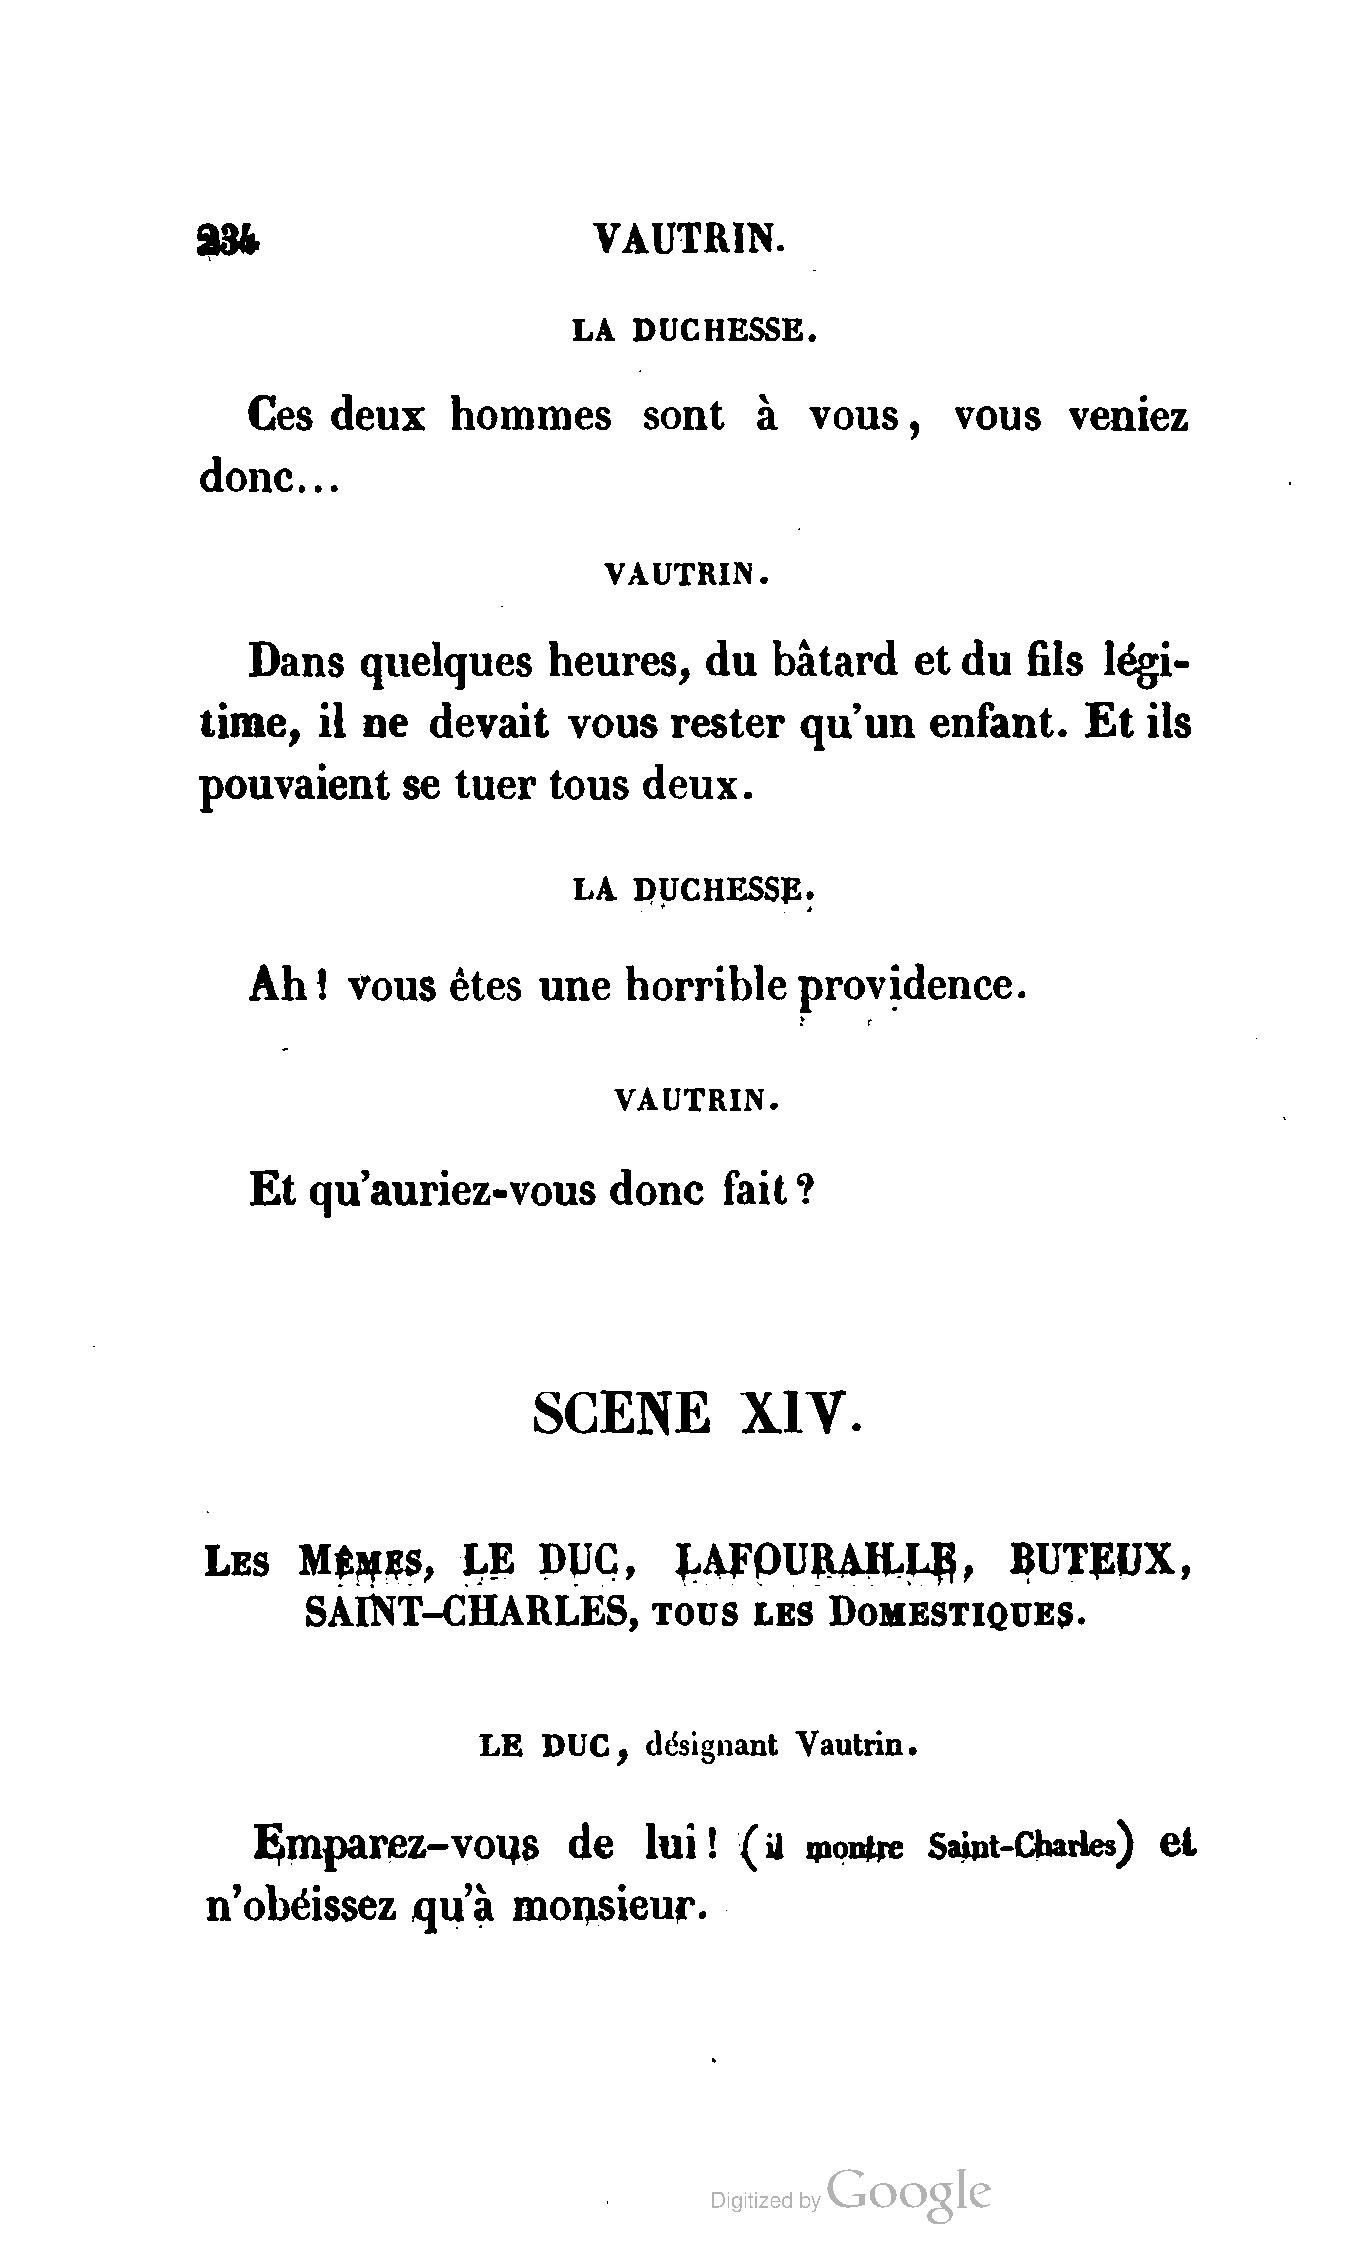 234 VAUTRIN.
LA DUCHESSE.
Ces deux hommes sont à vous, vous veniez
donc...
VAUTRIN.
Dans quelques heures, du bâtard et du fils légi-
time, il ne devait vous rester qu'un enfant. Et ils
pouvaient se tuer tous deux.
LA DUCHESSE.
Ah! vous êtes une horrible providence.
VAUTRIN.
Et qu'auriez-vous donc fait?
SCENE XIV.
LES MÊMES, LE DUC, LAFOURAILLE, BUTEUX,
SAINT-CHARLES, TOUS LES DOMESTIQUES.
LE DUC, désignant Vautrin.
Emparez-vous de lui! (il montre Saint-Charles) et
n'obéissez qu'à monsieur.
Digitized by Google